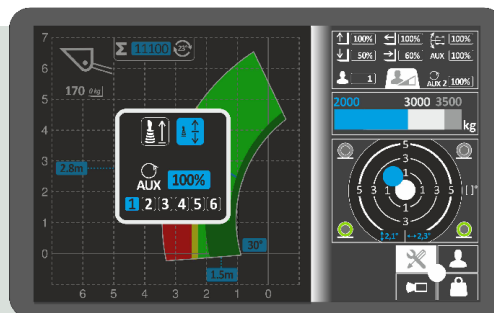 7
6
5
4
3
2
1
0
Σ 11100 23°
170 0 kg
2.8m
AUX 100%
1 2 3 4 5 6
30°
1.5m
6 5 4 3 2 1 0
100% 100% 100%
50% 60% AUX 100%
1 AUX 2 100%
2000 3000 3500
kg
5
3
1
5 3 1 1 3 5 [ ]°
1
3
5
2,1° 2,3°